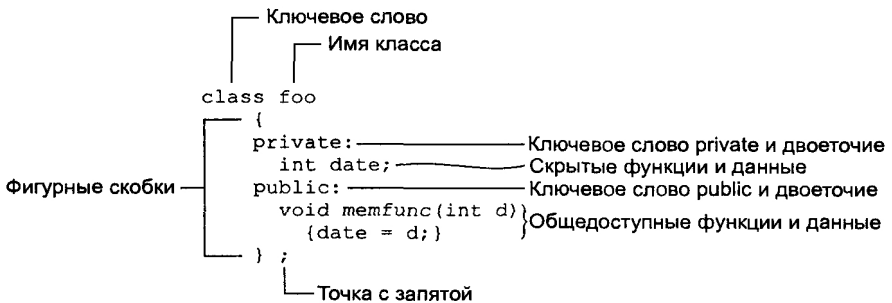 Ключевое слово
Имя класса
class foo
{
private: Ключевое слово private и двоеточие
int date; Скрытые функции и данные
Фигурные скобки public: Ключевое слово public и двоеточие
void memfunc(int d)
{date = d;} Общедоступные функции и данные
} ;
Точка с запятой